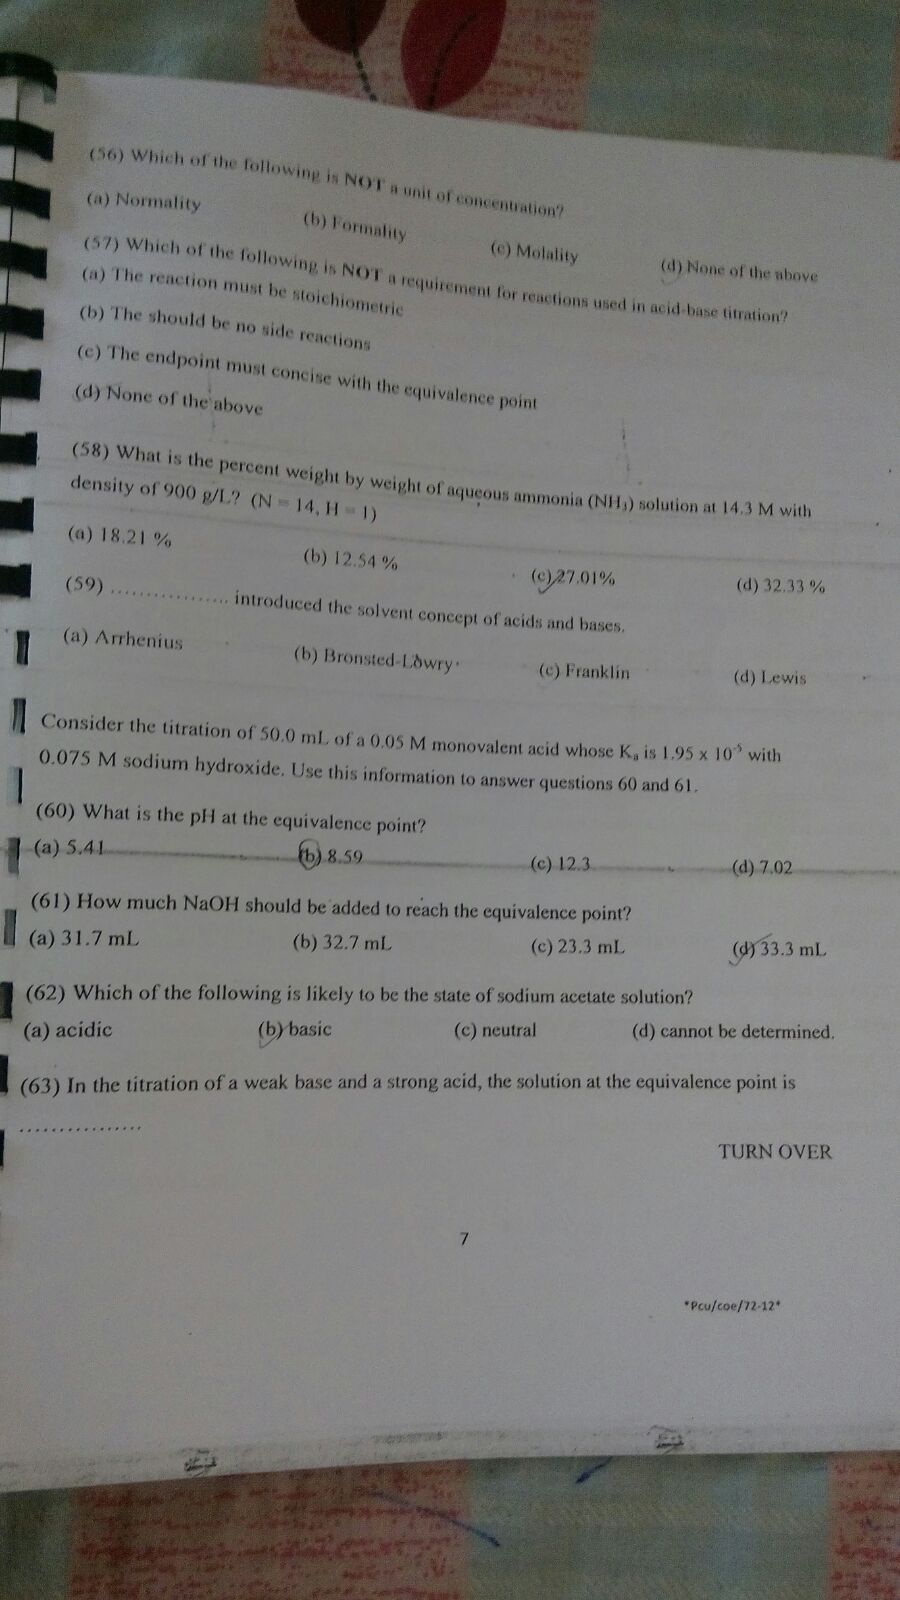 (56) Which of the following is NOT a unit of concentration?
(a) Normality (b) Formality (c) Molality (d) None of the above
(57) Which of the following is NOT a requirement for reactions used in acid-base titration?
(a) The reaction must be stoichiometric
(b) The should be no side reactions
(c) The endpoint must concise with the equivalence point
(d) None of the above
(58) What is the percent weight by weight of aqueous ammonia (NH₃) solution at 14.3 M with
density of 900 g/L? (N = 14, H = 1)
(a) 18.21 % (b) 12.54 % (c) 27.01% (d) 32.33 %
(59) .................. introduced the solvent concept of acids and bases.
(a) Arrhenius (b) Bronsted-Lowry (c) Franklin (d) Lewis
Consider the titration of 50.0 mL of a 0.05 M monovalent acid whose Kₐ is 1.95 x 10⁻⁵ with
0.075 M sodium hydroxide. Use this information to answer questions 60 and 61.
(60) What is the pH at the equivalence point?
(a) 5.41 (b) 8.59 (c) 12.3 (d) 7.02
(61) How much NaOH should be added to reach the equivalence point?
(a) 31.7 mL (b) 32.7 mL (c) 23.3 mL (d) 33.3 mL
(62) Which of the following is likely to be the state of sodium acetate solution?
(a) acidic (b) basic (c) neutral (d) cannot be determined.
(63) In the titration of a weak base and a strong acid, the solution at the equivalence point is
................
TURN OVER
7
*Pcu/coe/72-12*